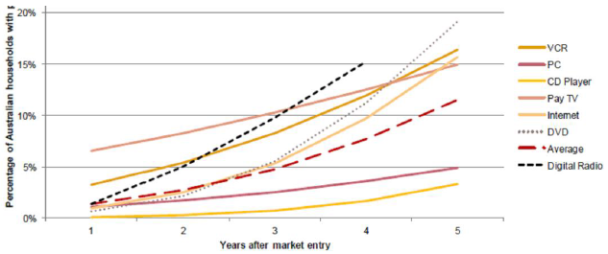 Percentage of Australian households with
20%
15%
10%
5%
0%
1 2 3 4 5
Years after market entry
VCR
PC
CD Player
Pay TV
Internet
DVD
Average
Digital Radio